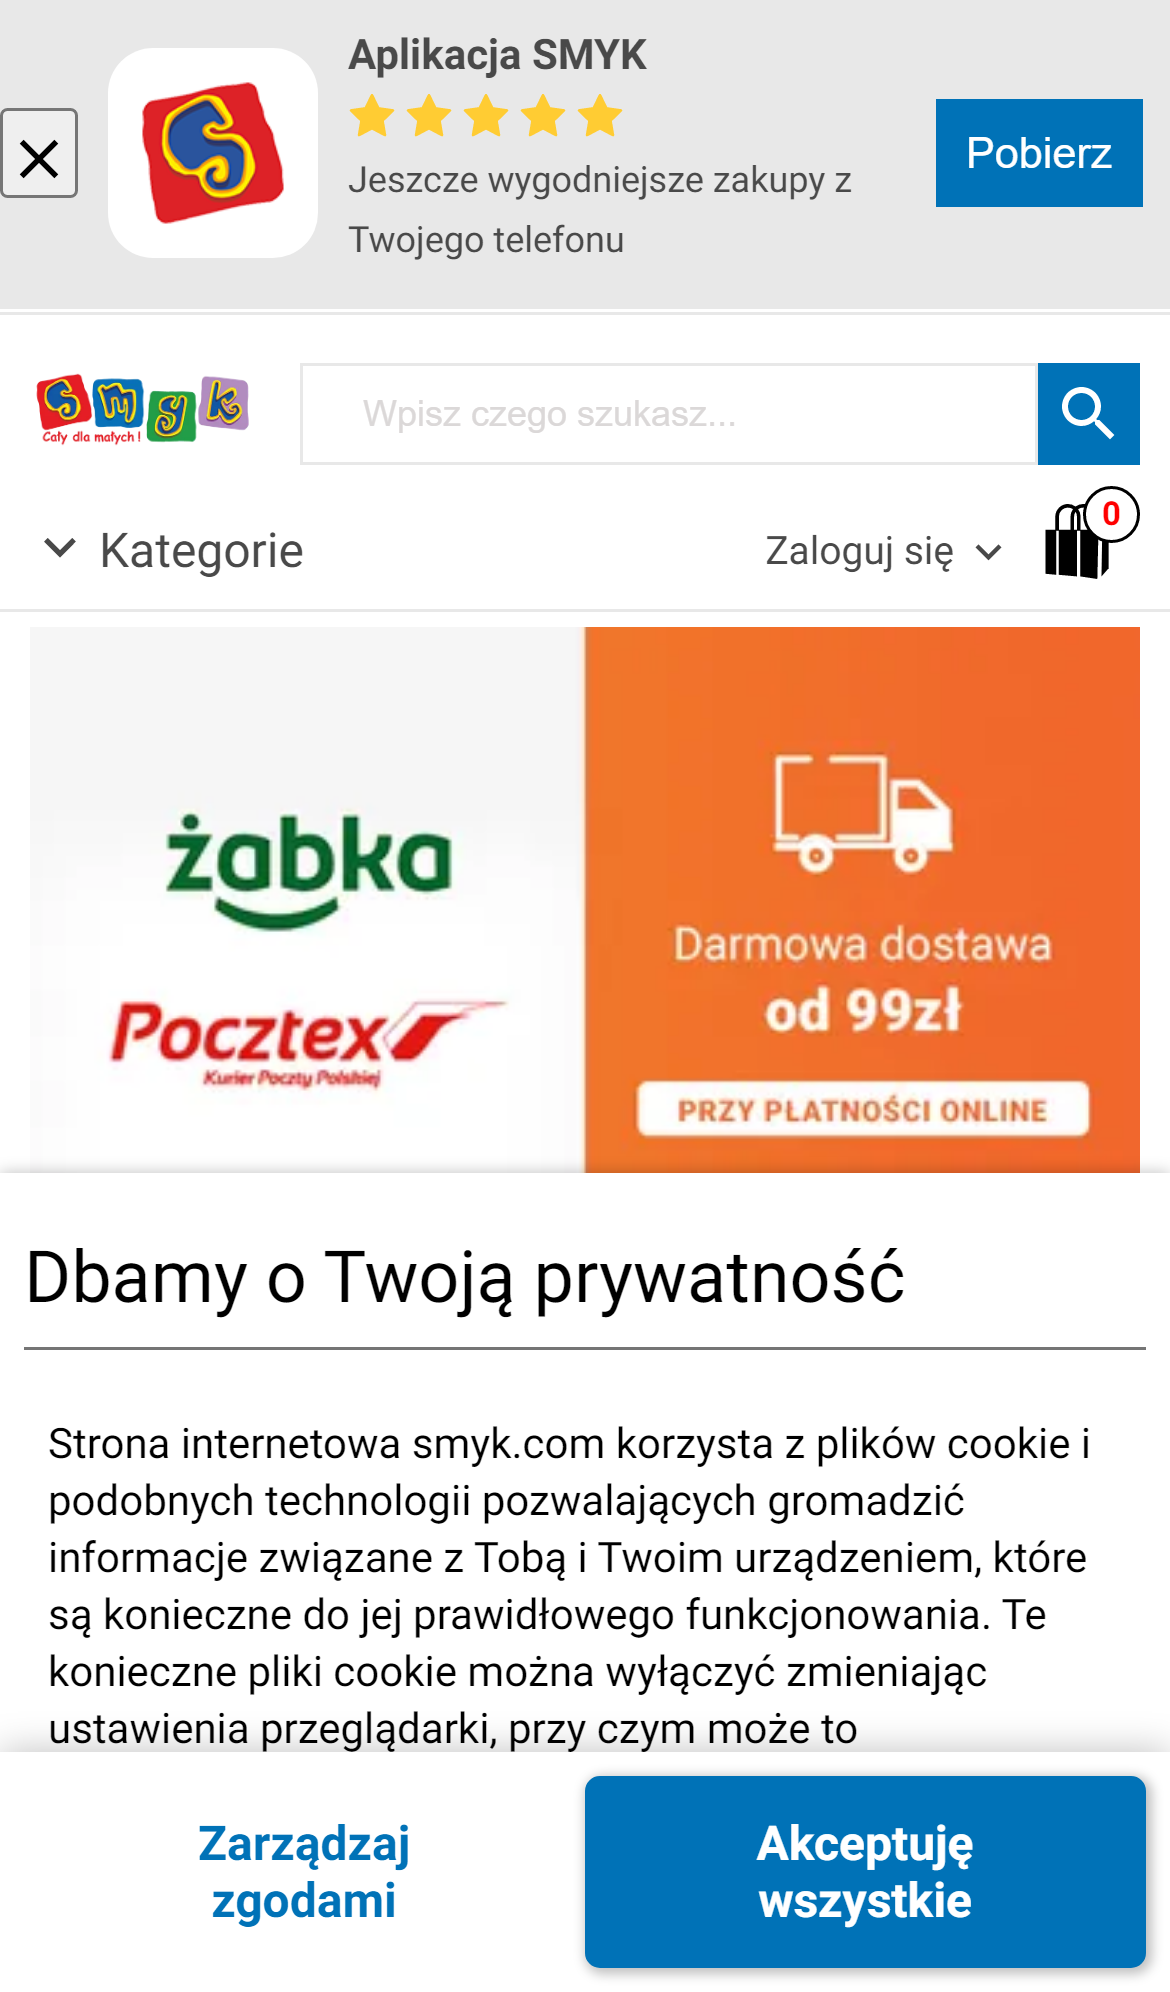 Aplikacja SMYK
Jeszcze wygodniejsze zakupy z
Twojego telefonu
Pobierz
smyk
Cały dla małych !
Wpisz czego szukasz...
Kategorie
Zaloguj się
0
żabka
Pocztex
Kurier Poczty Polskiej
Darmowa dostawa
od 99zł
PRZY PŁATNOŚCI ONLINE
Dbamy o Twoją prywatność
Strona internetowa smyk.com korzysta z plików cookie i
podobnych technologii pozwalających gromadzić
informacje związane z Tobą i Twoim urządzeniem, które
są konieczne do jej prawidłowego funkcjonowania. Te
konieczne pliki cookie można wyłączyć zmieniając
ustawienia przeglądarki, przy czym może to
Zarządzaj
zgodami
Akceptuję
wszystkie